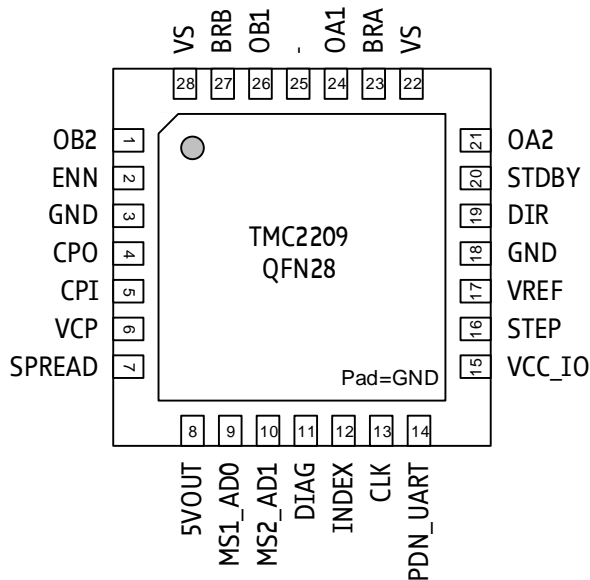 VS
BRB
OB1
-
OA1
BRA
VS
28
27
26
25
24
23
22
OB2 1
ENN 2
GND 3
CPO 4
CPI 5
VCP 6
SPREAD 7
TMC2209
QFN28
Pad=GND
21 OA2
20 STDBY
19 DIR
18 GND
17 VREF
16 STEP
15 VCC_IO
8
9
10
11
12
13
14
5VOUT
MS1_AD0
MS2_AD1
DIAG
INDEX
CLK
PDN_UART